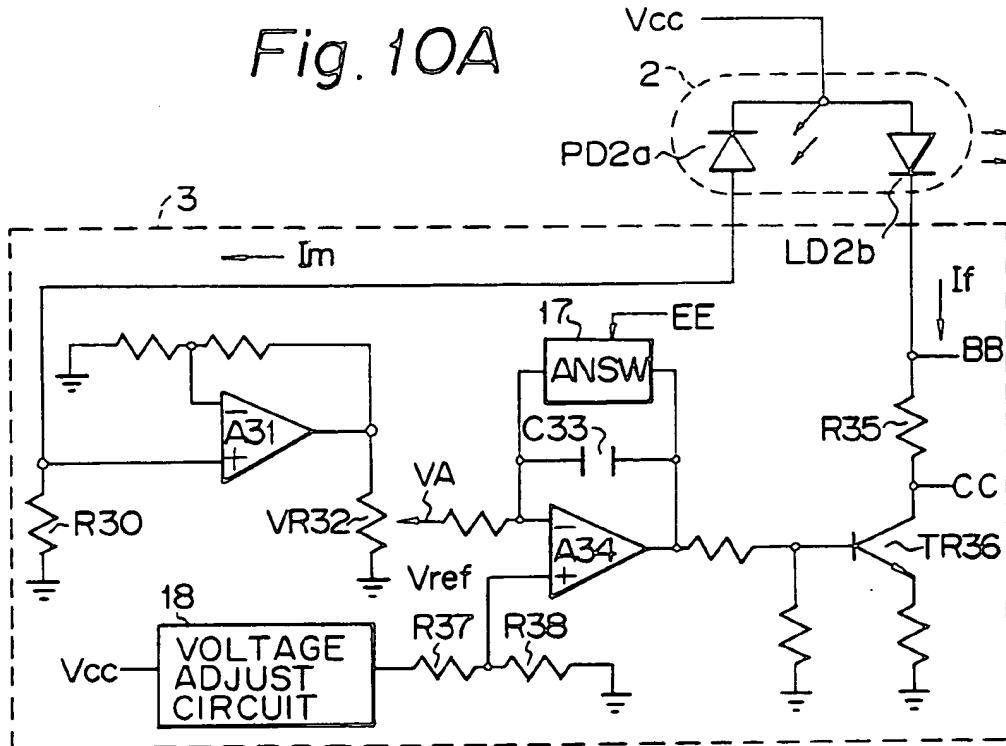 Fig. 10A
Vcc
2
PD2a
LD2b
3
Im
If
17
EE
BB
ANSW
A31
−
+
C33
R35
CC
R30
VR32
VA
A34
−
+
TR36
Vref
18
R37
R38
Vcc
VOLTAGE
ADJUST
CIRCUIT